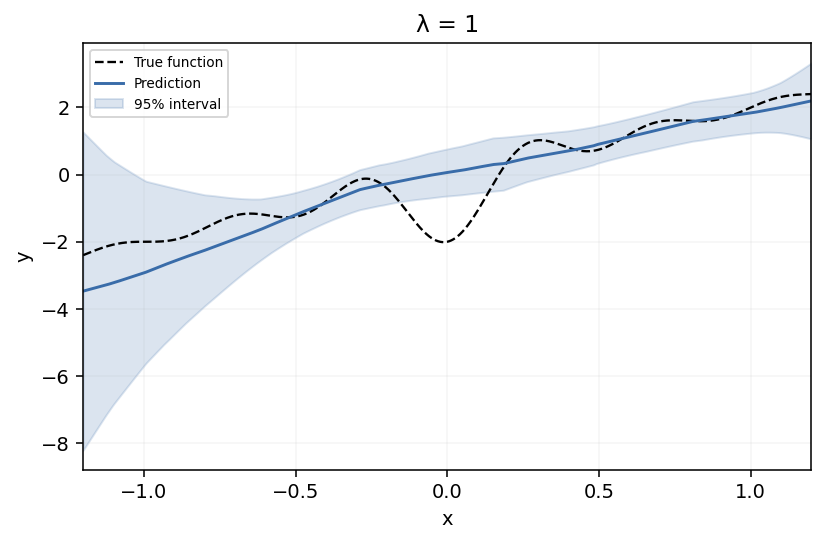 λ = 1
True function
Prediction
95% interval
2
0
−2
−4
−6
−8
y
−1.0 −0.5 0.0 0.5 1.0
x